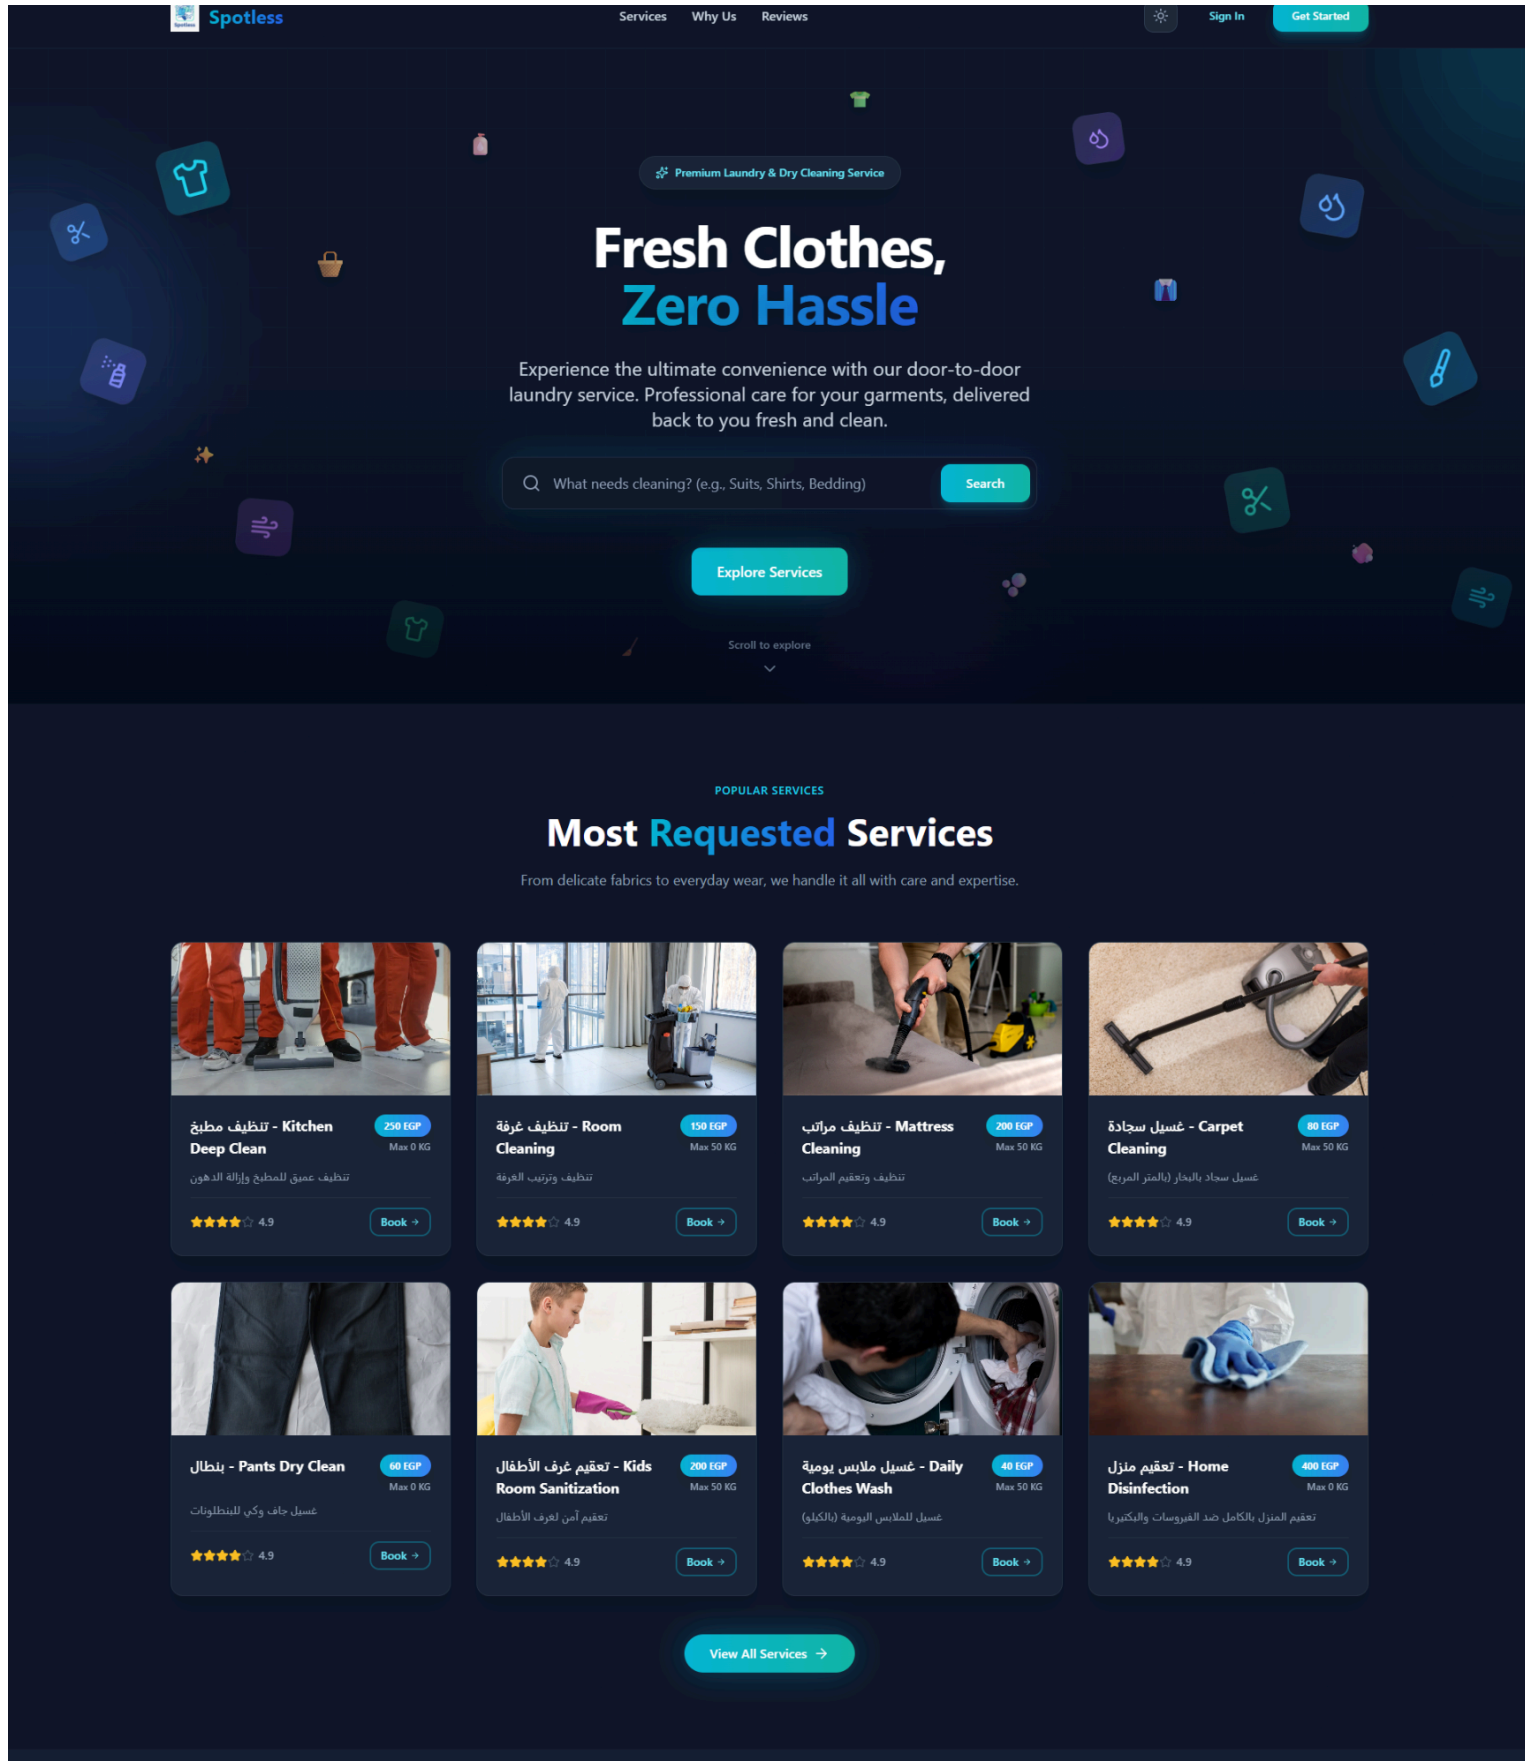 Spotless
Services Why Us Reviews
Sign In Get Started
Premium Laundry & Dry Cleaning Service
Fresh Clothes,
Zero Hassle
Experience the ultimate convenience with our door-to-door
laundry service. Professional care for your garments, delivered
back to you fresh and clean.
What needs cleaning? (e.g., Suits, Shirts, Bedding) Search
Explore Services
Scroll to explore
POPULAR SERVICES
Most Requested Services
From delicate fabrics to everyday wear, we handle it all with care and expertise.
تنظيف مطبخ - Kitchen
Deep Clean
250 EGP
Max 0 KG
تنظيف عميق للمطبخ وإزالة الدهون
4.9 Book →
تنظيف غرفة - Room
Cleaning
150 EGP
Max 50 KG
تنظيف وترتيب الغرفة
4.9 Book →
تنظيف مراتب - Mattress
Cleaning
200 EGP
Max 50 KG
تنظيف وتعقيم المراتب
4.9 Book →
غسيل سجادة - Carpet
Cleaning
80 EGP
Max 50 KG
غسيل سجاد بالبخار (بالمتر المربع)
4.9 Book →
بنطال - Pants Dry Clean
60 EGP
Max 0 KG
غسيل جاف وكي للبنطلونات
4.9 Book →
تعقيم غرف الأطفال - Kids
Room Sanitization
200 EGP
Max 50 KG
تعقيم آمن لغرف الأطفال
4.9 Book →
غسيل ملابس يومية - Daily
Clothes Wash
40 EGP
Max 50 KG
غسيل للملابس اليومية (بالكيلو)
4.9 Book →
تعقيم منزل - Home
Disinfection
400 EGP
Max 0 KG
تعقيم المنزل بالكامل ضد الفيروسات والبكتيريا
4.9 Book →
View All Services →